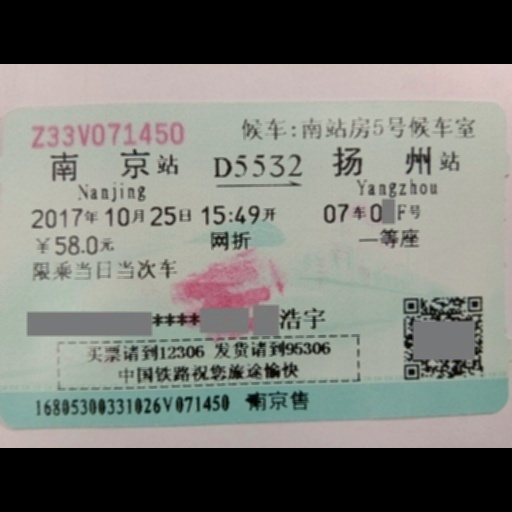 Z33V071450 候车:南站房5号候车室
南京站 D5532 扬州站
Nanjing Yangzhou
2017年10月25日15:49开 07车0 F号
￥58.0元 网折 一等座
限乘当日当次车
**** 浩宇
买票请到12306 发货请到95306
中国铁路祝您旅途愉快
16805300331026V071450 南京售